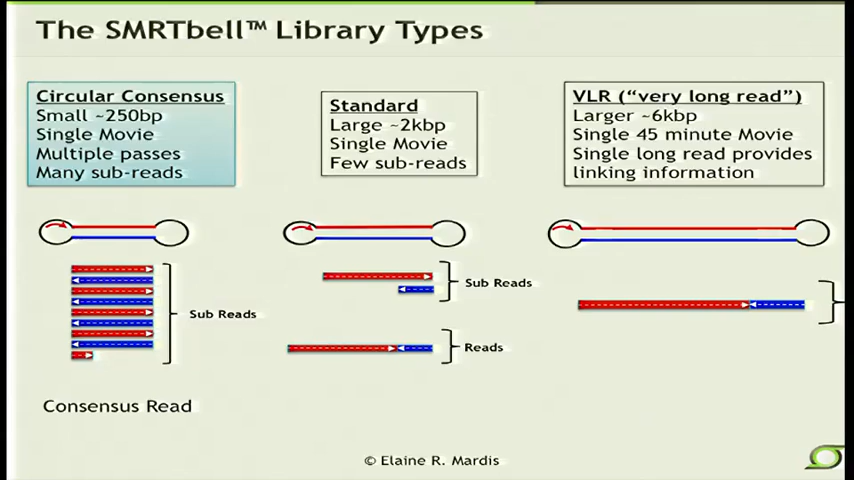 The SMRTbell™ Library Types
Circular Consensus
Small ~250bp
Single Movie
Multiple passes
Many sub-reads
Standard
Large ~2kbp
Single Movie
Few sub-reads
VLR ("very long read")
Larger ~6kbp
Single 45 minute Movie
Single long read provides
linking information
Sub Reads
Sub Reads
Reads
Consensus Read
© Elaine R. Mardis